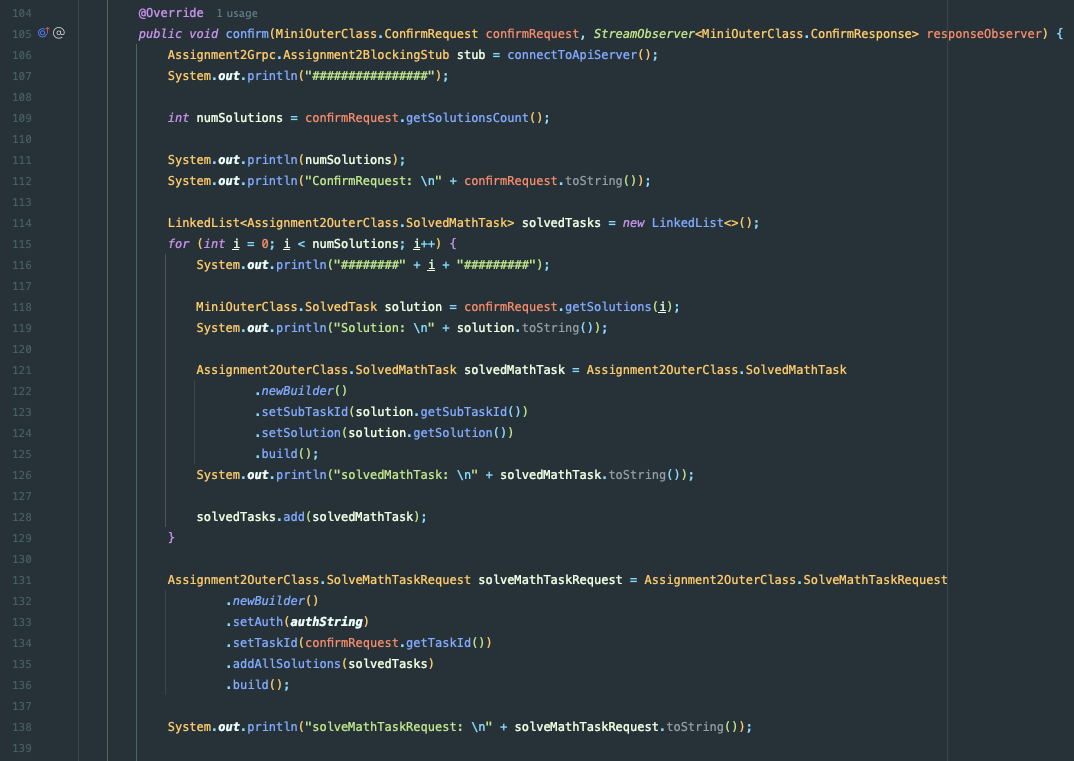 104 @Override 1 usage
105 @ public void confirm(MiniOuterClass.ConfirmRequest confirmRequest, StreamObserver<MiniOuterClass.ConfirmResponse> responseObserver) {
106 Assignment2Grpc.Assignment2BlockingStub stub = connectToApiServer();
107 System.out.println("################");
108
109 int numSolutions = confirmRequest.getSolutionsCount();
110
111 System.out.println(numSolutions);
112 System.out.println("ConfirmRequest: \n" + confirmRequest.toString());
113
114 LinkedList<Assignment2OuterClass.SolvedMathTask> solvedTasks = new LinkedList<>();
115 for (int i = 0; i < numSolutions; i++) {
116 System.out.println("########" + i + "#########");
117
118 MiniOuterClass.SolvedTask solution = confirmRequest.getSolutions(i);
119 System.out.println("Solution: \n" + solution.toString());
120
121 Assignment2OuterClass.SolvedMathTask solvedMathTask = Assignment2OuterClass.SolvedMathTask
122 .newBuilder()
123 .setSubTaskId(solution.getSubTaskId())
124 .setSolution(solution.getSolution())
125 .build();
126 System.out.println("solvedMathTask: \n" + solvedMathTask.toString());
127
128 solvedTasks.add(solvedMathTask);
129 }
130
131 Assignment2OuterClass.SolveMathTaskRequest solveMathTaskRequest = Assignment2OuterClass.SolveMathTaskRequest
132 .newBuilder()
133 .setAuth(authString)
134 .setTaskId(confirmRequest.getTaskId())
135 .addAllSolutions(solvedTasks)
136 .build();
137
138 System.out.println("solveMathTaskRequest: \n" + solveMathTaskRequest.toString());
139